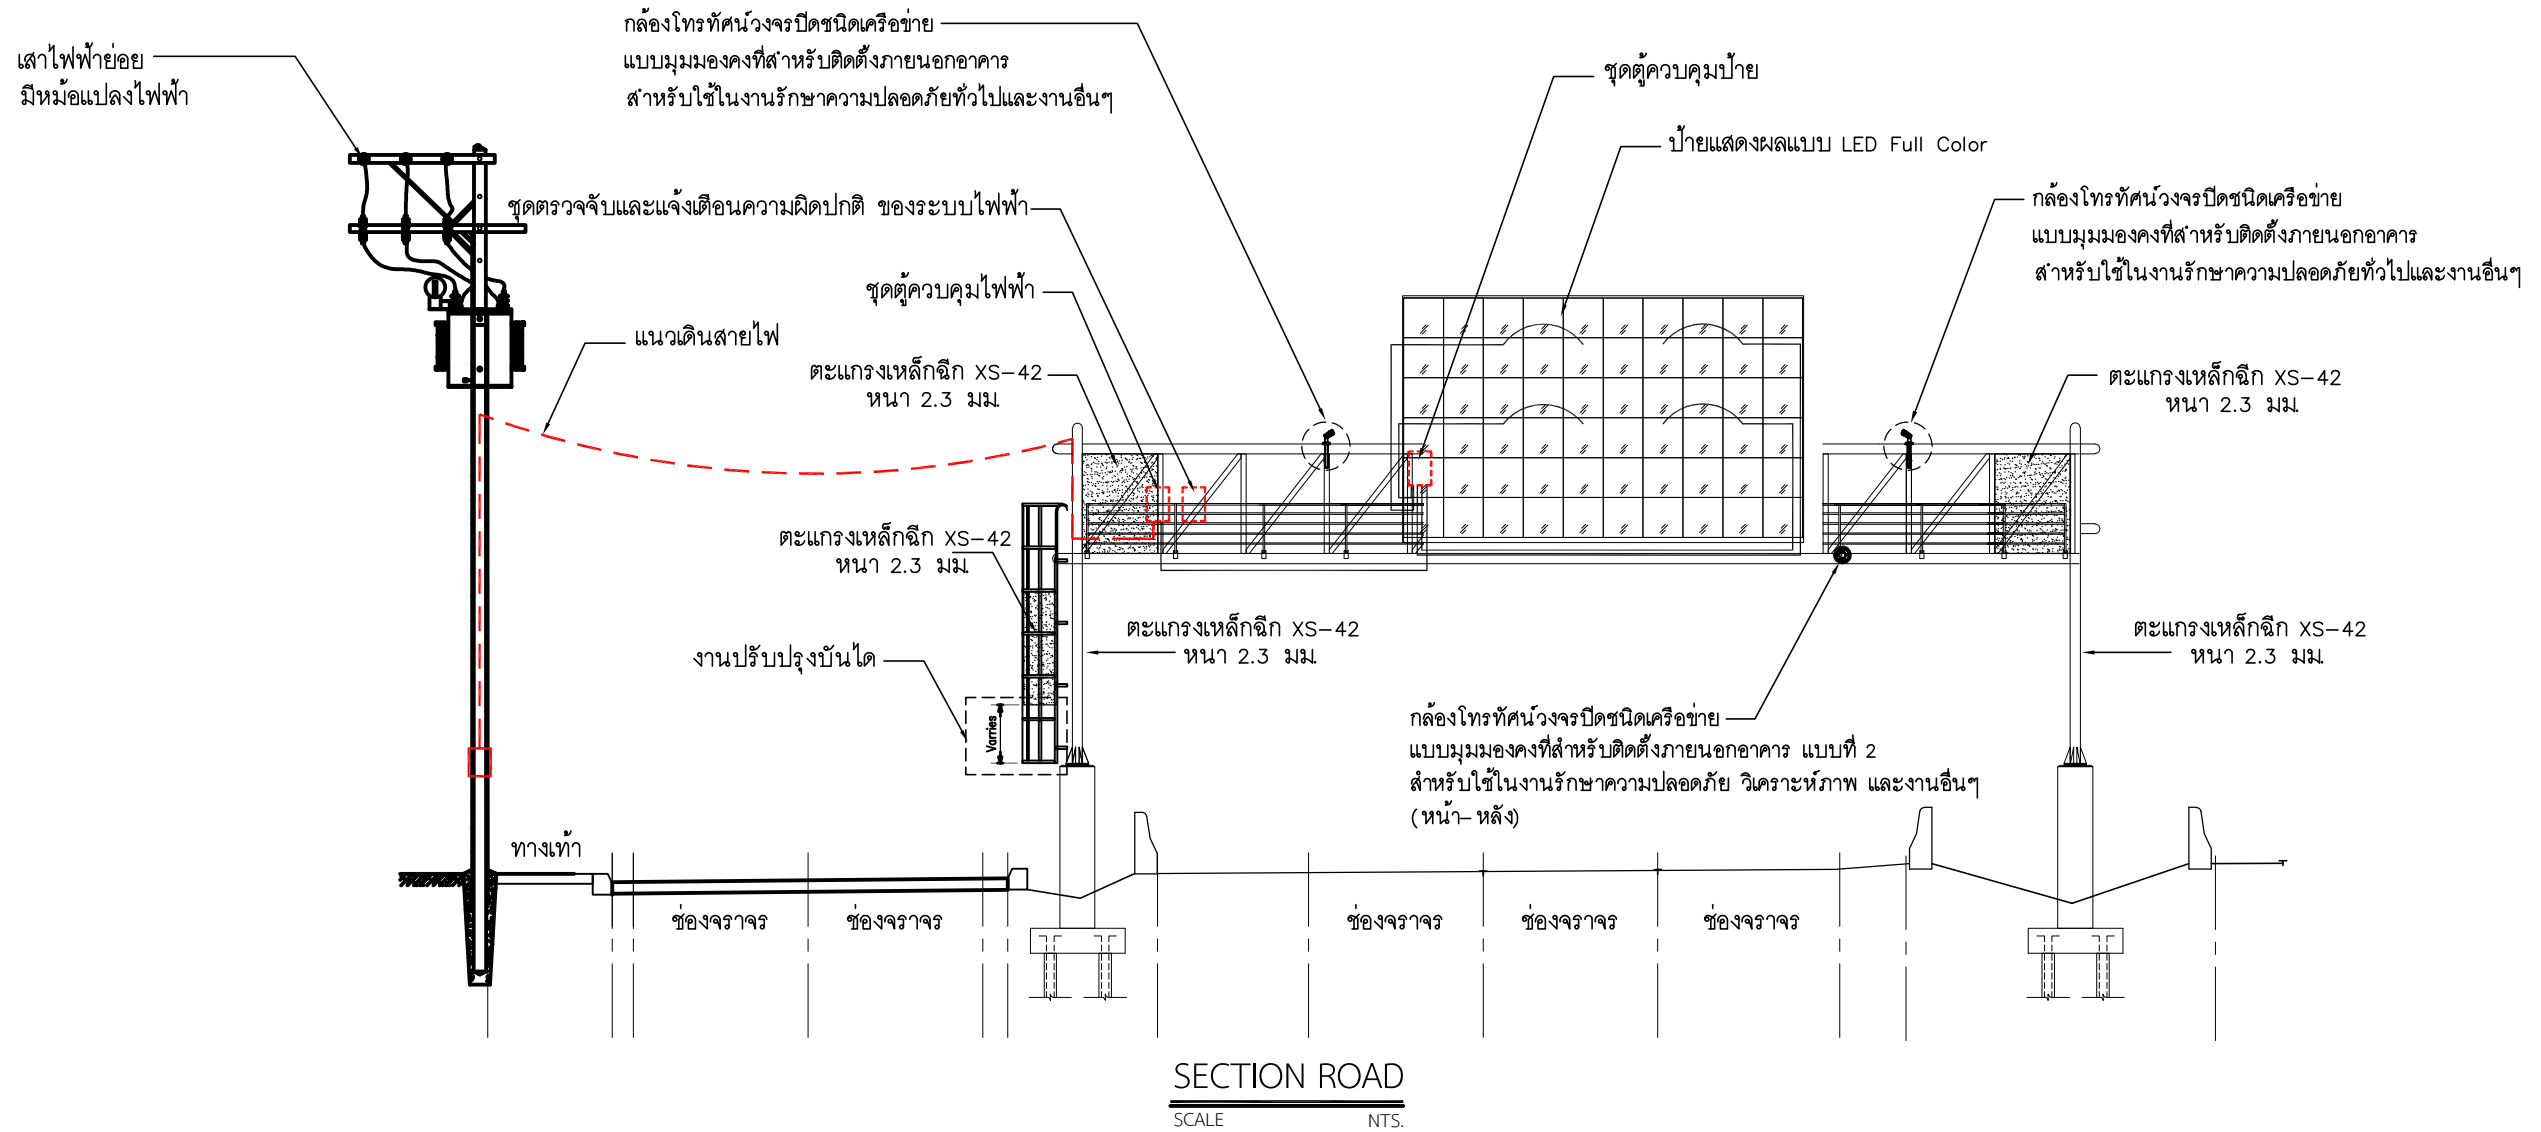 เสาไฟฟ้าย่อย
มีหม้อแปลงไฟฟ้า
กล้องโทรทัศน์วงจรปิดชนิดเครือข่าย
แบบมุมมองคงที่สำหรับติดตั้งภายนอกอาคาร
สำหรับใช้ในงานรักษาความปลอดภัยทั่วไปและงานอื่นๆ
ชุดตู้ควบคุมป้าย
ป้ายแสดงผลแบบ LED Full Color
กล้องโทรทัศน์วงจรปิดชนิดเครือข่าย
แบบมุมมองคงที่สำหรับติดตั้งภายนอกอาคาร
สำหรับใช้ในงานรักษาความปลอดภัยทั่วไปและงานอื่นๆ
ชุดตรวจจับและแจ้งเตือนความผิดปกติ ของระบบไฟฟ้า
ชุดตู้ควบคุมไฟฟ้า
แนวเดินสายไฟ
ตะแกรงเหล็กฉีก XS-42
หนา 2.3 มม.
ตะแกรงเหล็กฉีก XS-42
หนา 2.3 มม.
ตะแกรงเหล็กฉีก XS-42
หนา 2.3 มม.
ตะแกรงเหล็กฉีก XS-42
หนา 2.3 มม.
ตะแกรงเหล็กฉีก XS-42
หนา 2.3 มม.
งานปรับปรุงบันได
Varries
กล้องโทรทัศน์วงจรปิดชนิดเครือข่าย
แบบมุมมองคงที่สำหรับติดตั้งภายนอกอาคาร แบบที่ 2
สำหรับใช้ในงานรักษาความปลอดภัย วิเคราะห์ภาพ และงานอื่นๆ
(หน้า-หลัง)
ทางเท้า
ช่องจราจร
ช่องจราจร
ช่องจราจร
ช่องจราจร
ช่องจราจร
SECTION ROAD
SCALE NTS.